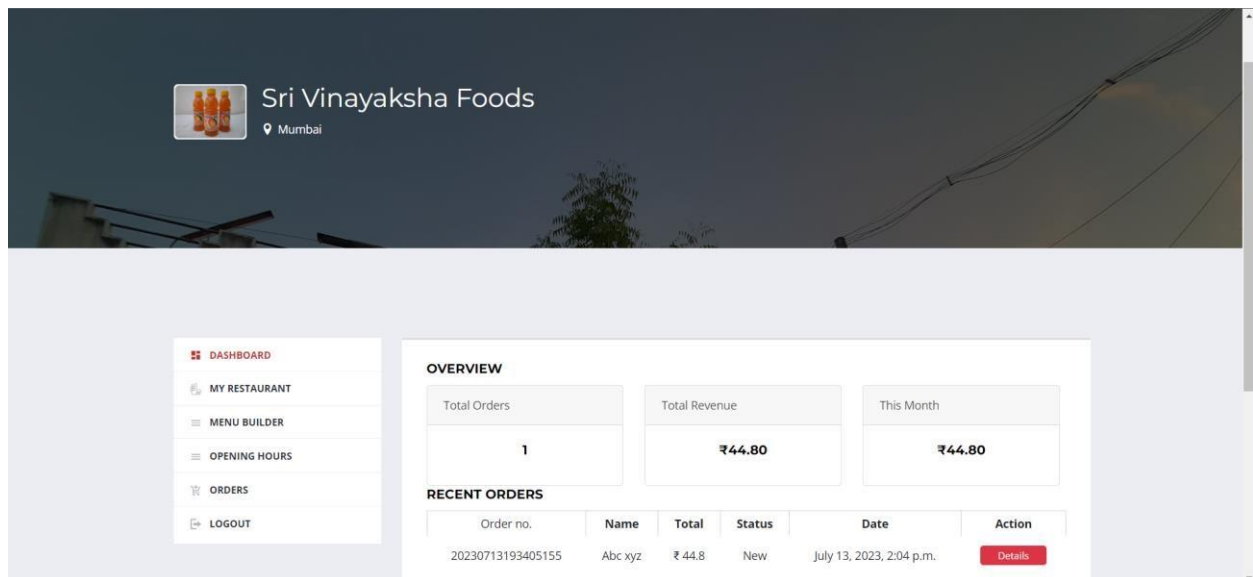 Sri Vinayaksha Foods
Mumbai
DASHBOARD
MY RESTAURANT
MENU BUILDER
OPENING HOURS
ORDERS
LOGOUT
OVERVIEW
Total Orders Total Revenue This Month
1 ₹44.80 ₹44.80
RECENT ORDERS
Order no. Name Total Status Date Action
20230713193405155 Abc xyz ₹ 44.8 New July 13, 2023, 2:04 p.m. Details